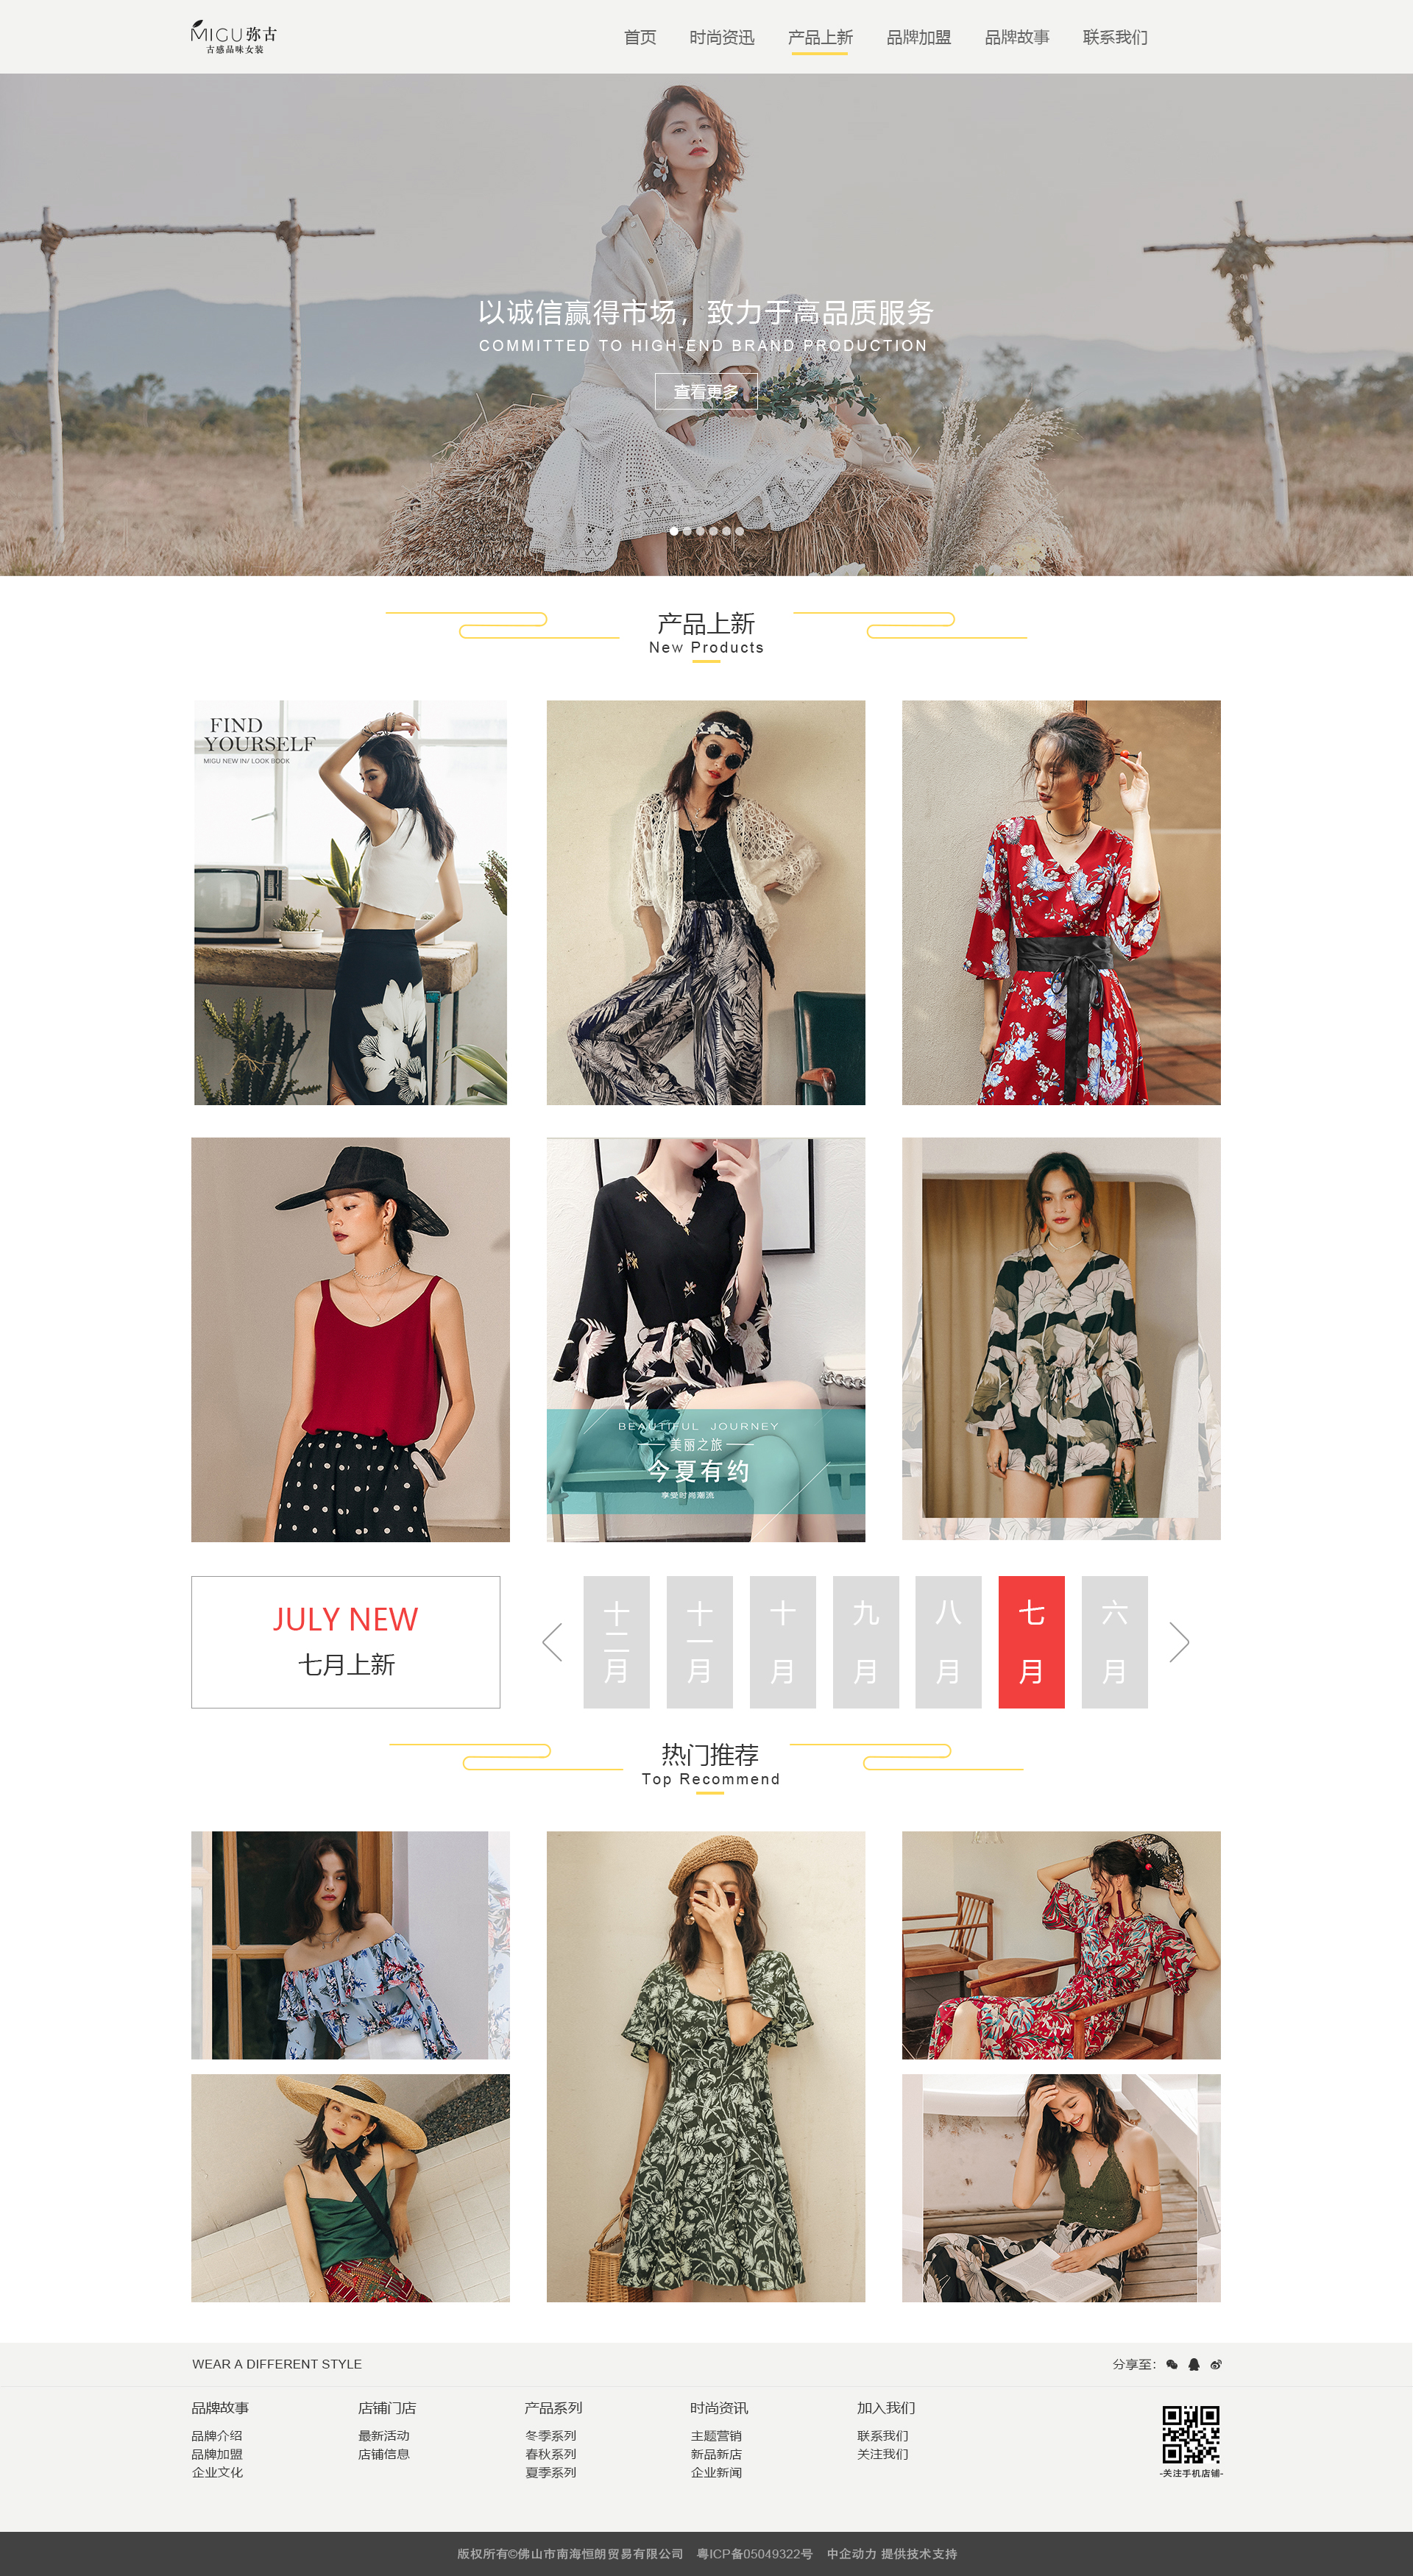 MIGU弥古
古感品味女装
首页 时尚资迅 产品上新 品牌加盟 品牌故事 联系我们
以诚信赢得市场，致力于高品质服务
COMMITTED TO HIGH-END BRAND PRODUCTION
查看更多
产品上新
New Products
FIND
YOURSELF
MIGU NEW IN/ LOOK BOOK
BEAUTIFUL JOURNEY
美丽之旅
今夏有约
享受时尚潮流
JULY NEW
七月上新
十二月 十一月 十月 九月 八月 七月 六月
热门推荐
Top Recommend
WEAR A DIFFERENT STYLE
分享至：
品牌故事 店铺门店 产品系列 时尚资讯 加入我们
品牌介绍 最新活动 冬季系列 主题营销 联系我们
品牌加盟 店铺信息 春秋系列 新品新店 关注我们
企业文化 夏季系列 企业新闻
-关注手机店铺-
版权所有©佛山市南海恒朗贸易有限公司 粤ICP备05049322号 中企动力 提供技术支持